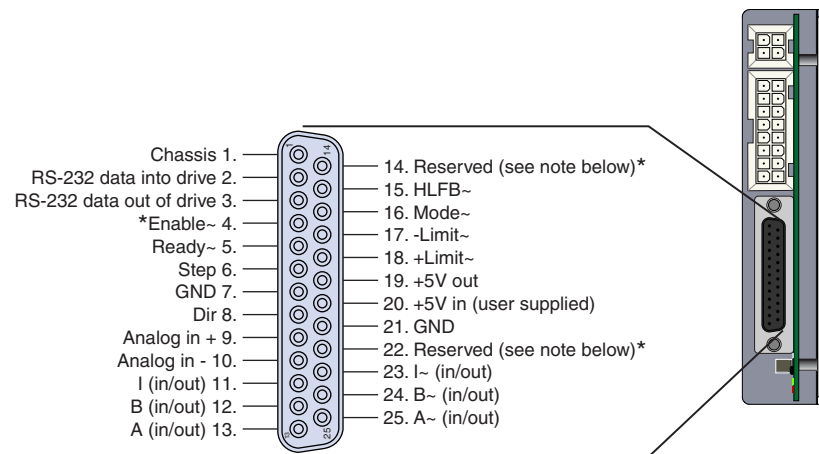 1
14
Chassis 1.
RS-232 data into drive 2.
RS-232 data out of drive 3.
*Enable~ 4.
Ready~ 5.
Step 6.
GND 7.
Dir 8.
Analog in + 9.
Analog in - 10.
I (in/out) 11.
B (in/out) 12.
A (in/out) 13.
14. Reserved (see note below)*
15. HLFB~
16. Mode~
17. -Limit~
18. +Limit~
19. +5V out
20. +5V in (user supplied)
21. GND
22. Reserved (see note below)*
23. I~ (in/out)
24. B~ (in/out)
25. A~ (in/out)
13
25